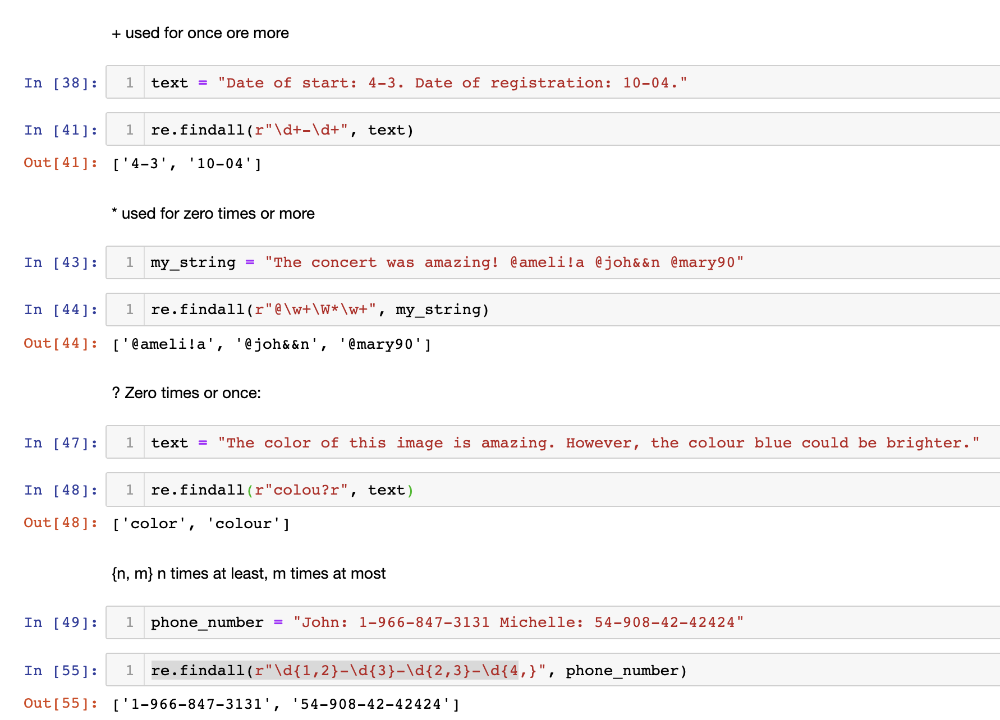 + used for once ore more
In [38]: 1 text = "Date of start: 4-3. Date of registration: 10-04."
In [41]: 1 re.findall(r"\d+-\d+", text)
Out[41]: ['4-3', '10-04']
* used for zero times or more
In [43]: 1 my_string = "The concert was amazing! @ameli!a @joh&&n @mary90"
In [44]: 1 re.findall(r"@\w+\W*\w+", my_string)
Out[44]: ['@ameli!a', '@joh&&n', '@mary90']
? Zero times or once:
In [47]: 1 text = "The color of this image is amazing. However, the colour blue could be brighter."
In [48]: 1 re.findall(r"colou?r", text)
Out[48]: ['color', 'colour']
{n, m} n times at least, m times at most
In [49]: 1 phone_number = "John: 1-966-847-3131 Michelle: 54-908-42-42424"
In [55]: 1 re.findall(r"\d{1,2}-\d{3}-\d{2,3}-\d{4,}", phone_number)
Out[55]: ['1-966-847-3131', '54-908-42-42424']